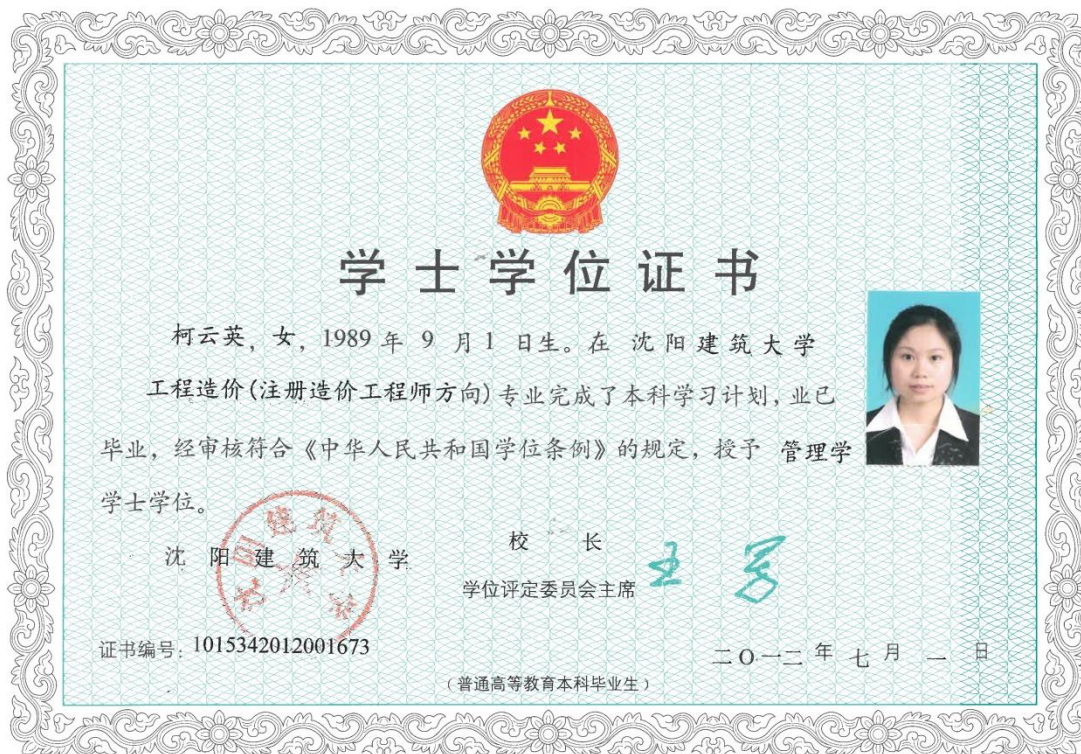 学士学位证书
柯云英，女，1989 年 9 月 1 日生。在 沈阳建筑大学
工程造价(注册造价工程师方向)专业完成了本科学习计划，业已
毕业，经审核符合《中华人民共和国学位条例》的规定，授予 管理学
学士学位。
沈阳建筑大学
校 长
学位评定委员会主席
证书编号：1015342012001673
二〇一二 年 七 月 一 日
（普通高等教育本科毕业生）